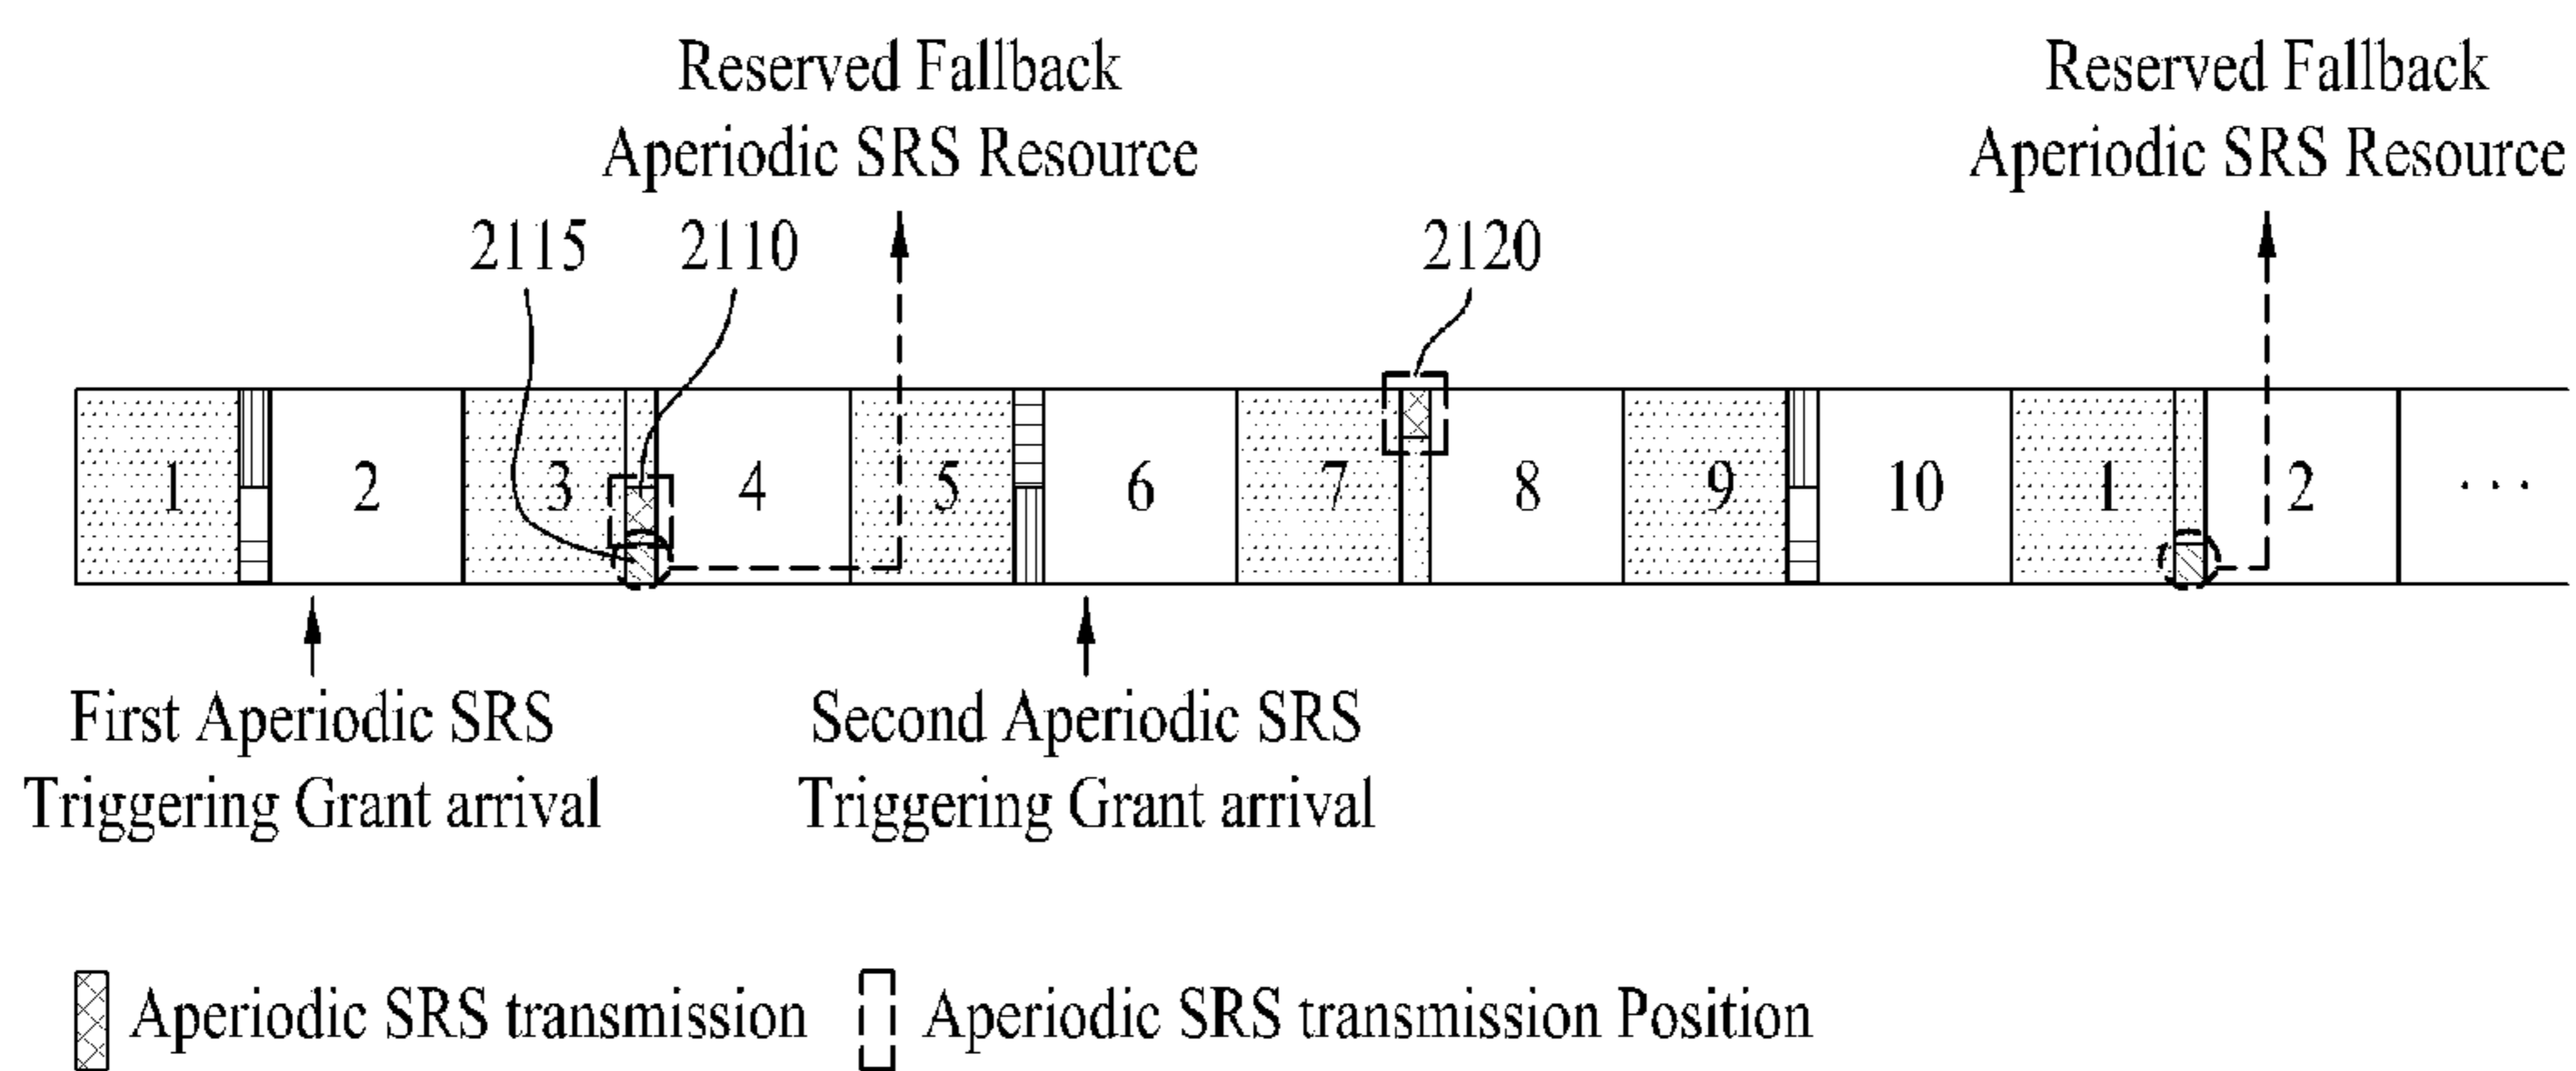 Reserved Fallback
Aperiodic SRS Resource
Reserved Fallback
Aperiodic SRS Resource
2115
2110
2120
1
2
3
4
5
6
7
8
9
10
1
2
...
First Aperiodic SRS
Triggering Grant arrival
Second Aperiodic SRS
Triggering Grant arrival
Aperiodic SRS transmission
Aperiodic SRS transmission Position